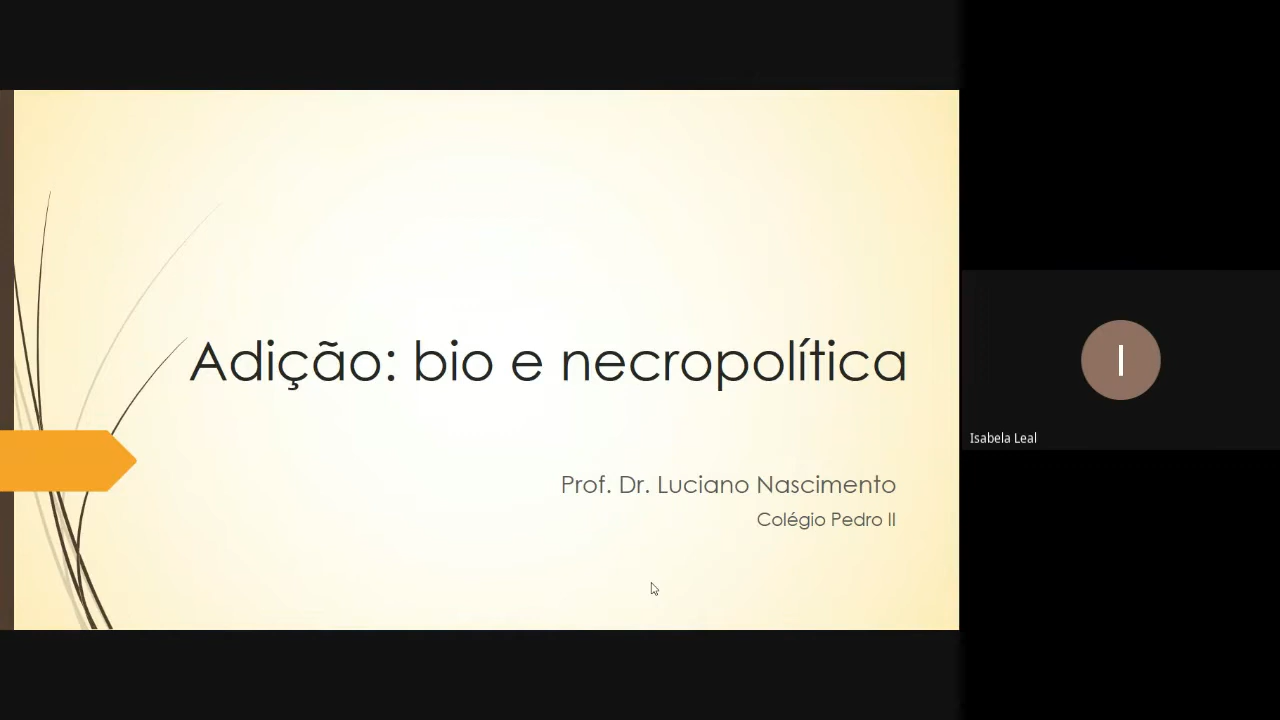 Adição: bio e necropolítica
Prof. Dr. Luciano Nascimento
Colégio Pedro II
I
Isabela Leal